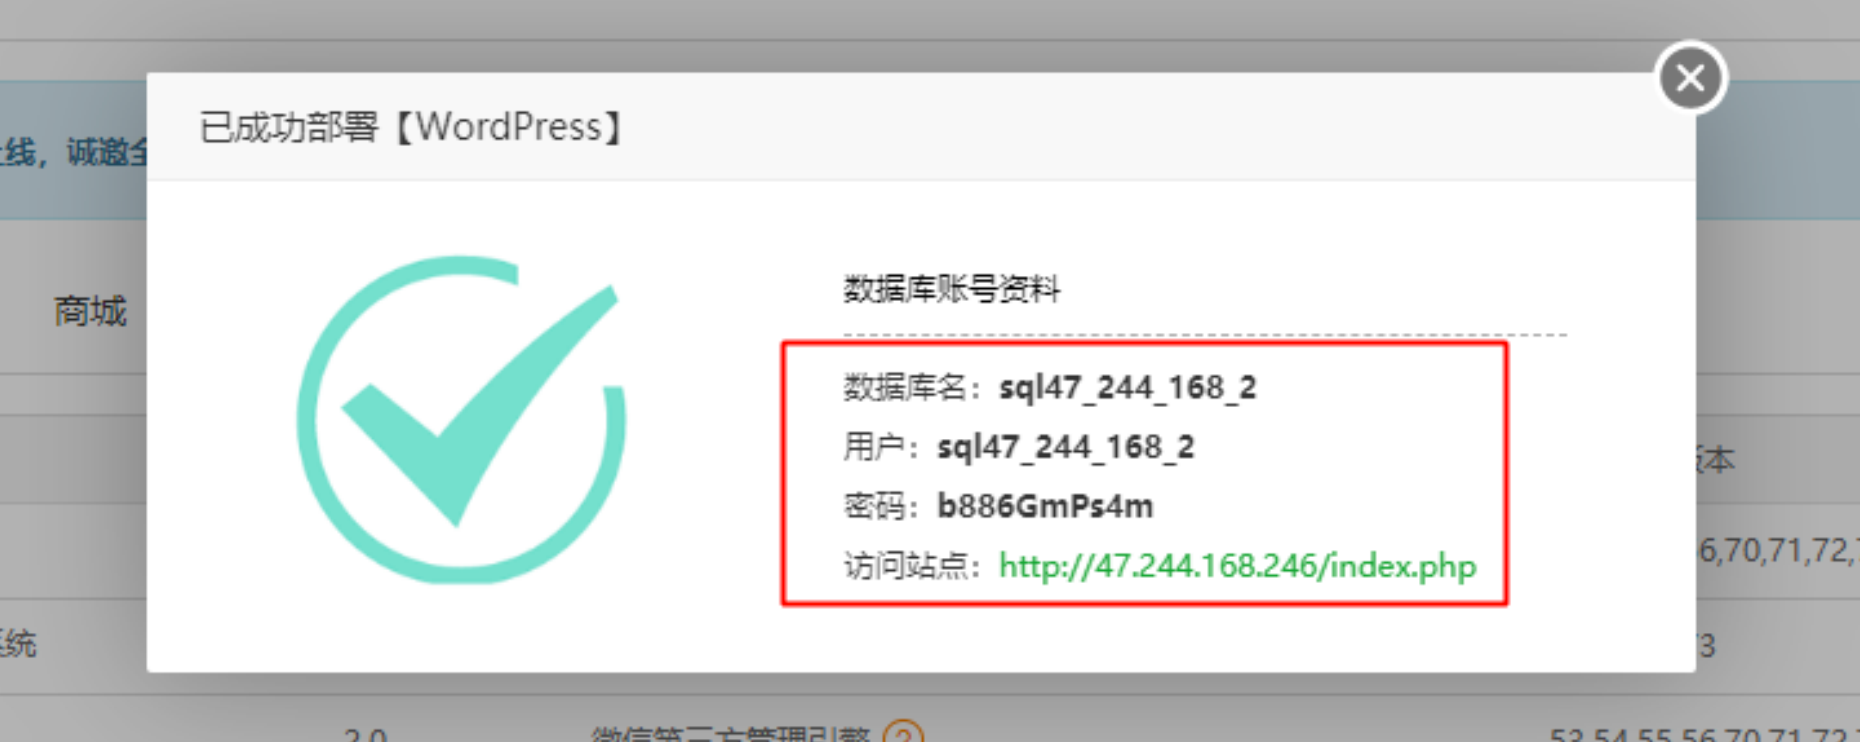 已成功部署【WordPress】
线，诚邀全
商城
数据库账号资料
数据库名：sql47_244_168_2
用户：sql47_244_168_2
密码：b886GmPs4m
访问站点：http://47.244.168.246/index.php
版本
6,70,71,72,
系统
3
2.0
微信第三方管理引擎
53,54,55,56,70,71,72,